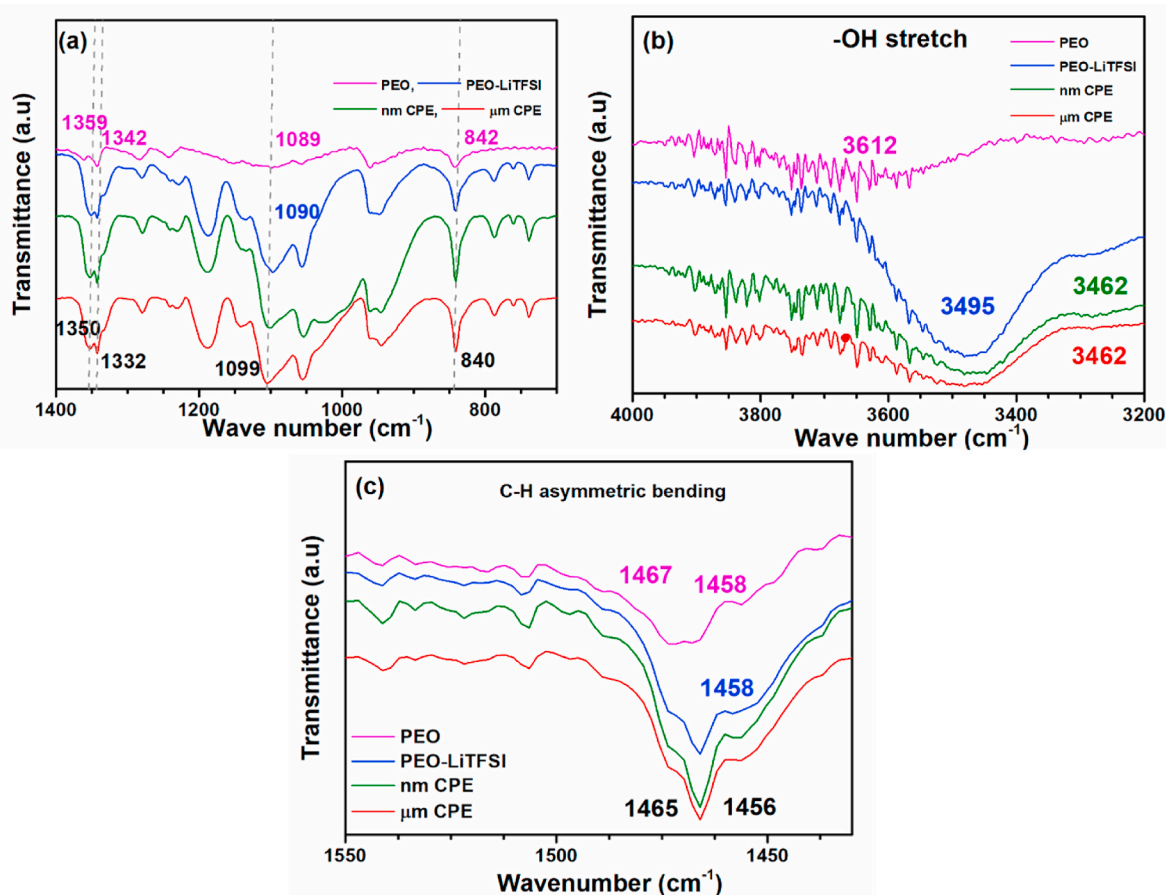 (a)
PEO, PEO-LiTFSI
nm CPE, μm CPE
1359
1342
1089
842
1090
1350
1332
1099
840
1400 1200 1000 800
Wave number (cm-1)
Transmittance (a.u)
(b)
-OH stretch
PEO
PEO-LiTFSI
nm CPE
μm CPE
3612
3495
3462
3462
4000 3800 3600 3400 3200
Wave number (cm-1)
Transmittance (a.u)
(c)
C-H asymmetric bending
1467 1458
1458
PEO
PEO-LiTFSI
nm CPE
μm CPE
1465 1456
1550 1500 1450
Wavenumber (cm-1)
Transmittance (a.u)